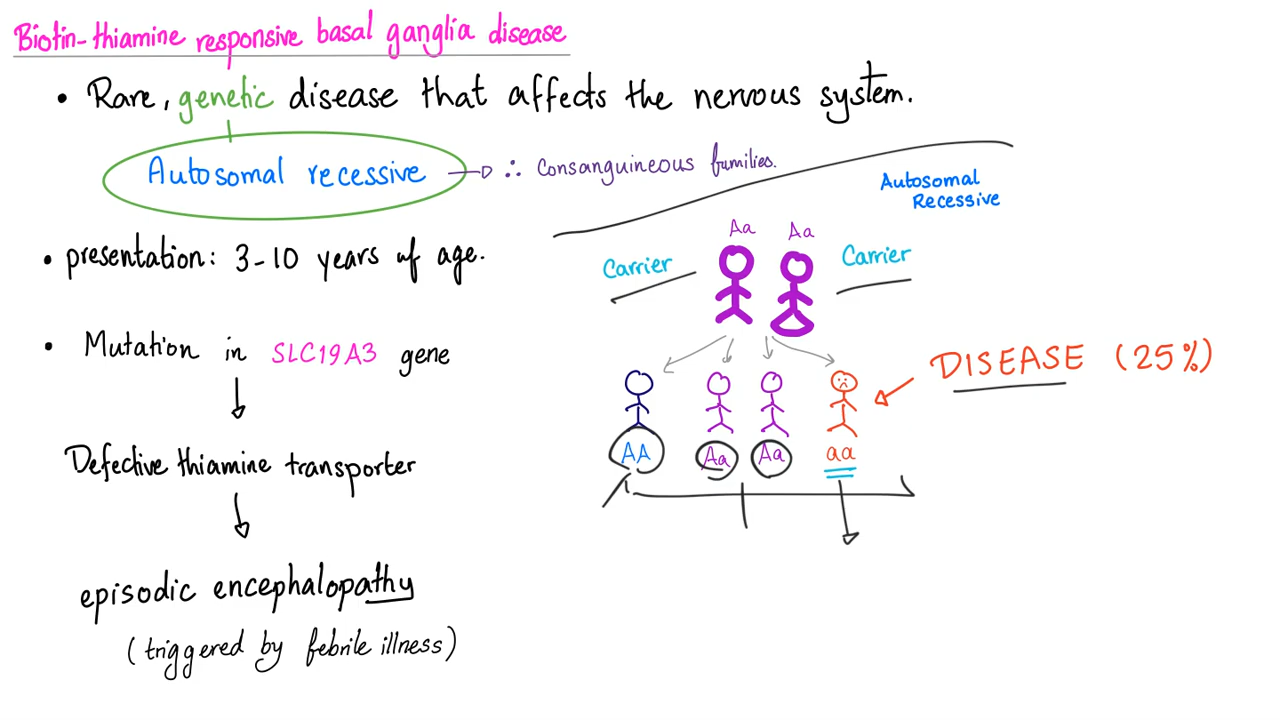 Biotin-thiamine responsive basal ganglia disease
• Rare, genetic disease that affects the nervous system.
Autosomal recessive → ∴ Consanguineous families.
• presentation: 3-10 years of age.
• Mutation in SLC19A3 gene
Defective thiamine transporter
episodic encephalopathy
(triggered by febrile illness)
Autosomal
Recessive
Aa Aa
Carrier Carrier
DISEASE (25%)
AA Aa Aa aa